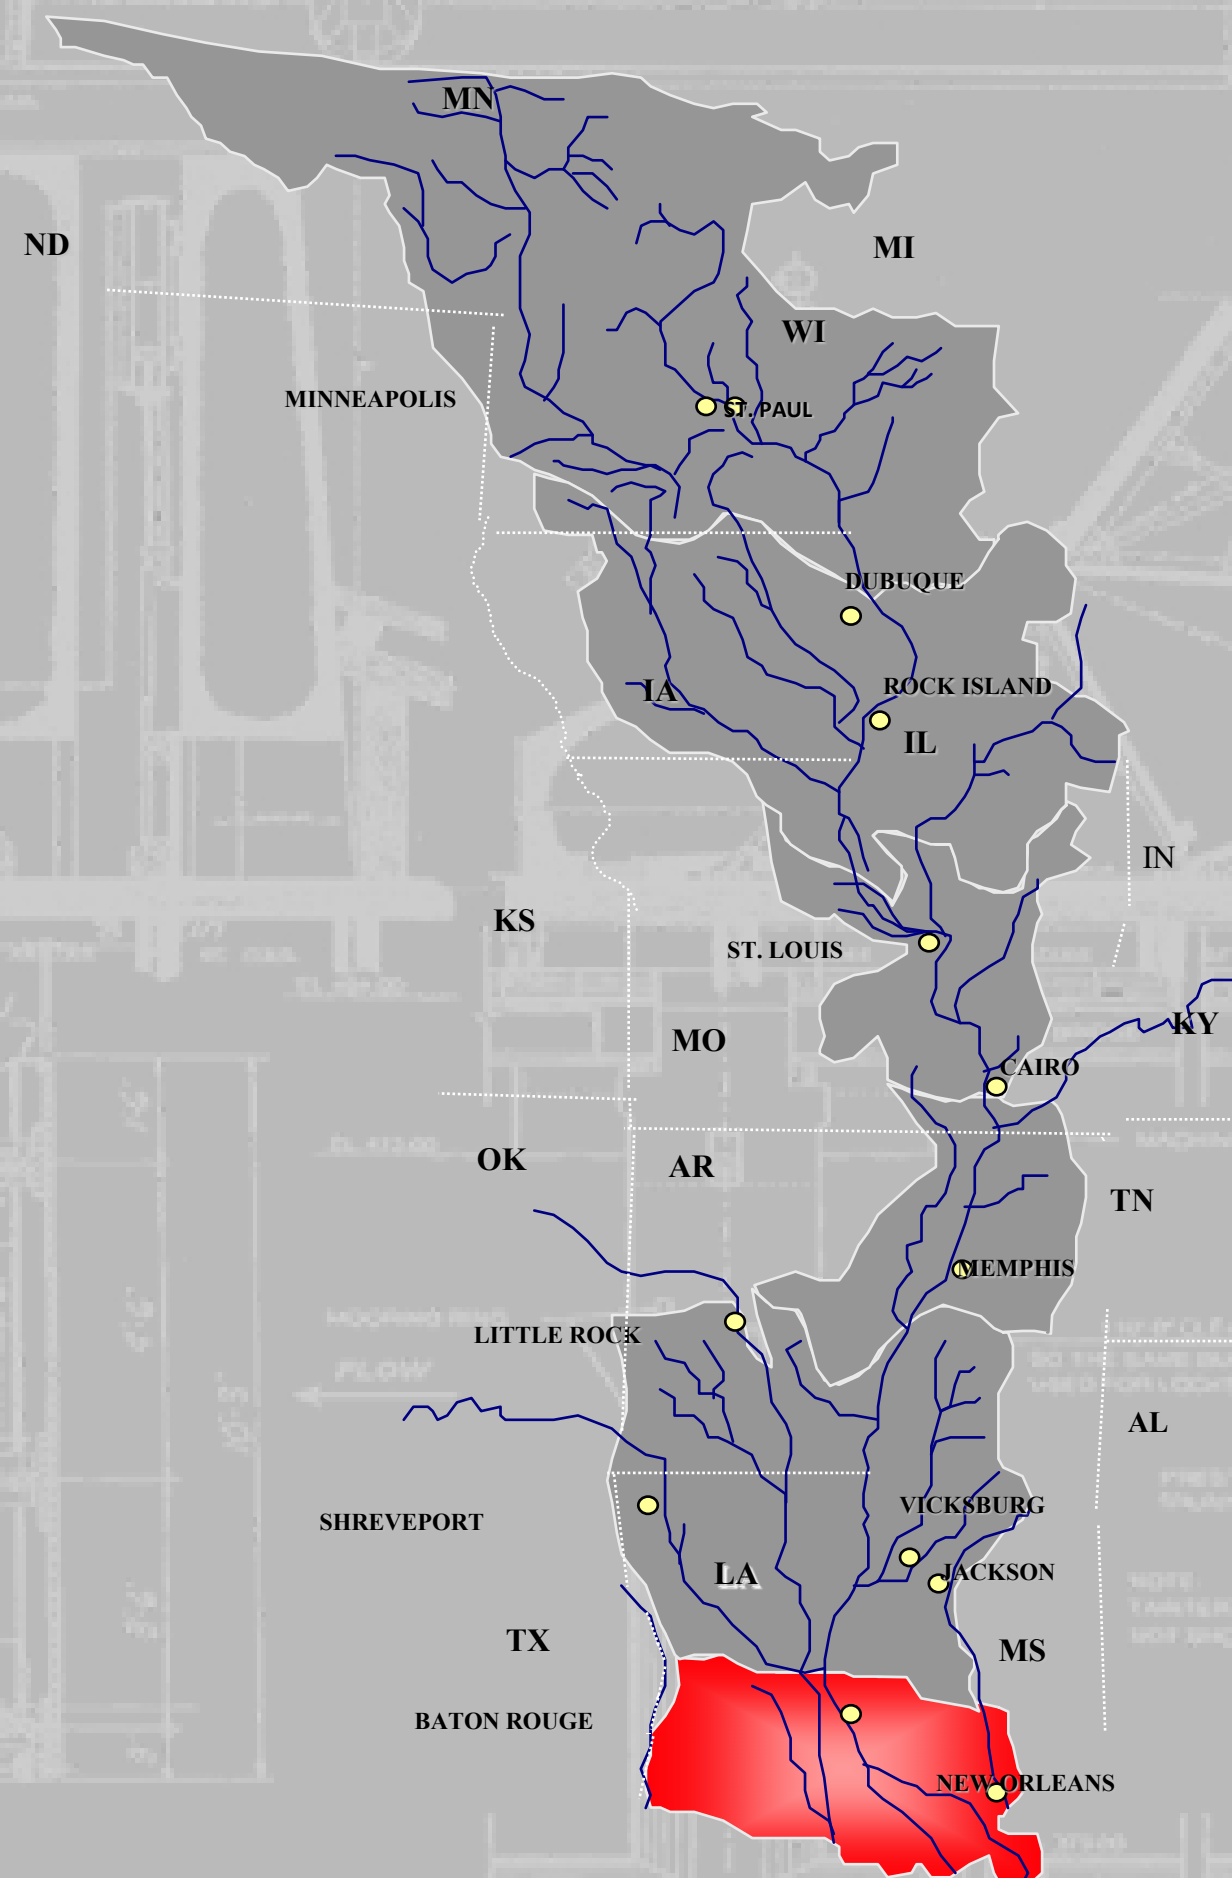 MN
ND
MI
WI
MINNEAPOLIS
ST. PAUL
DUBUQUE
IA
ROCK ISLAND
IL
IN
KS
ST. LOUIS
KY
MO
CAIRO
OK
AR
TN
MEMPHIS
LITTLE ROCK
FLOW
AL
SHREVEPORT
VICKSBURG
LA
JACKSON
TX
MS
BATON ROUGE
NEW ORLEANS